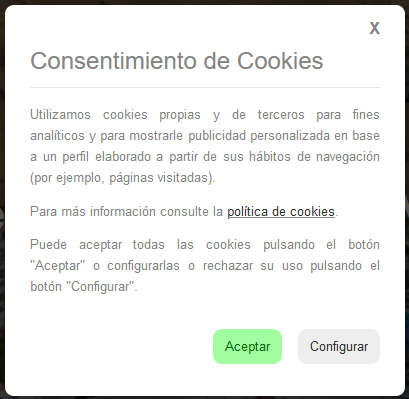 X
Consentimiento de Cookies
Utilizamos cookies propias y de terceros para fines
analíticos y para mostrarle publicidad personalizada en base
a un perfil elaborado a partir de sus hábitos de navegación
(por ejemplo, páginas visitadas).
Para más información consulte la política de cookies.
Puede aceptar todas las cookies pulsando el botón
"Aceptar" o configurarlas o rechazar su uso pulsando el
botón "Configurar".
Aceptar Configurar